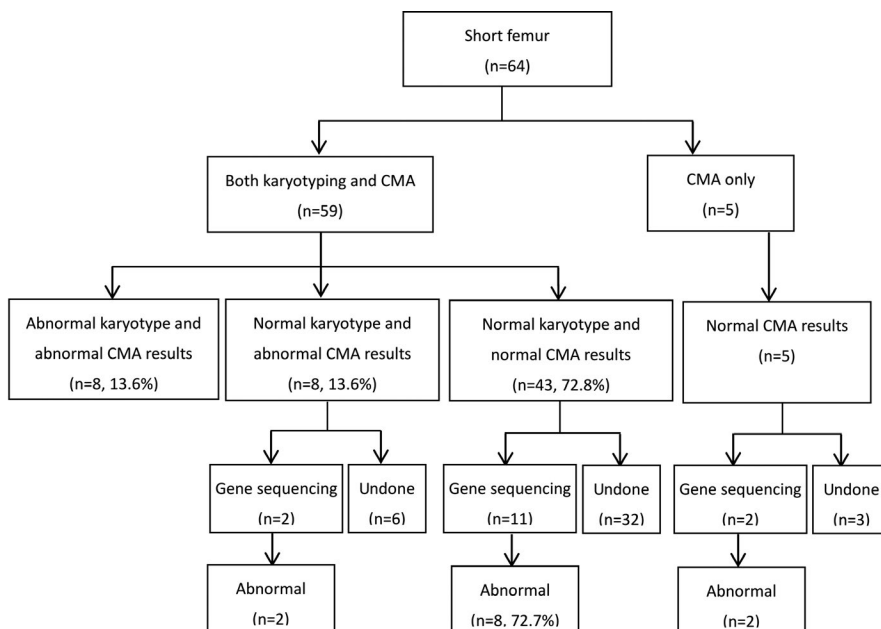 Short femur
(n=64)
Both karyotyping and CMA
(n=59)
CMA only
(n=5)
Abnormal karyotype and
abnormal CMA results
(n=8, 13.6%)
Normal karyotype and
abnormal CMA results
(n=8, 13.6%)
Normal karyotype and
normal CMA results
(n=43, 72.8%)
Normal CMA results
(n=5)
Gene sequencing
(n=2)
Undone
(n=6)
Gene sequencing
(n=11)
Undone
(n=32)
Gene sequencing
(n=2)
Undone
(n=3)
Abnormal
(n=2)
Abnormal
(n=8, 72.7%)
Abnormal
(n=2)